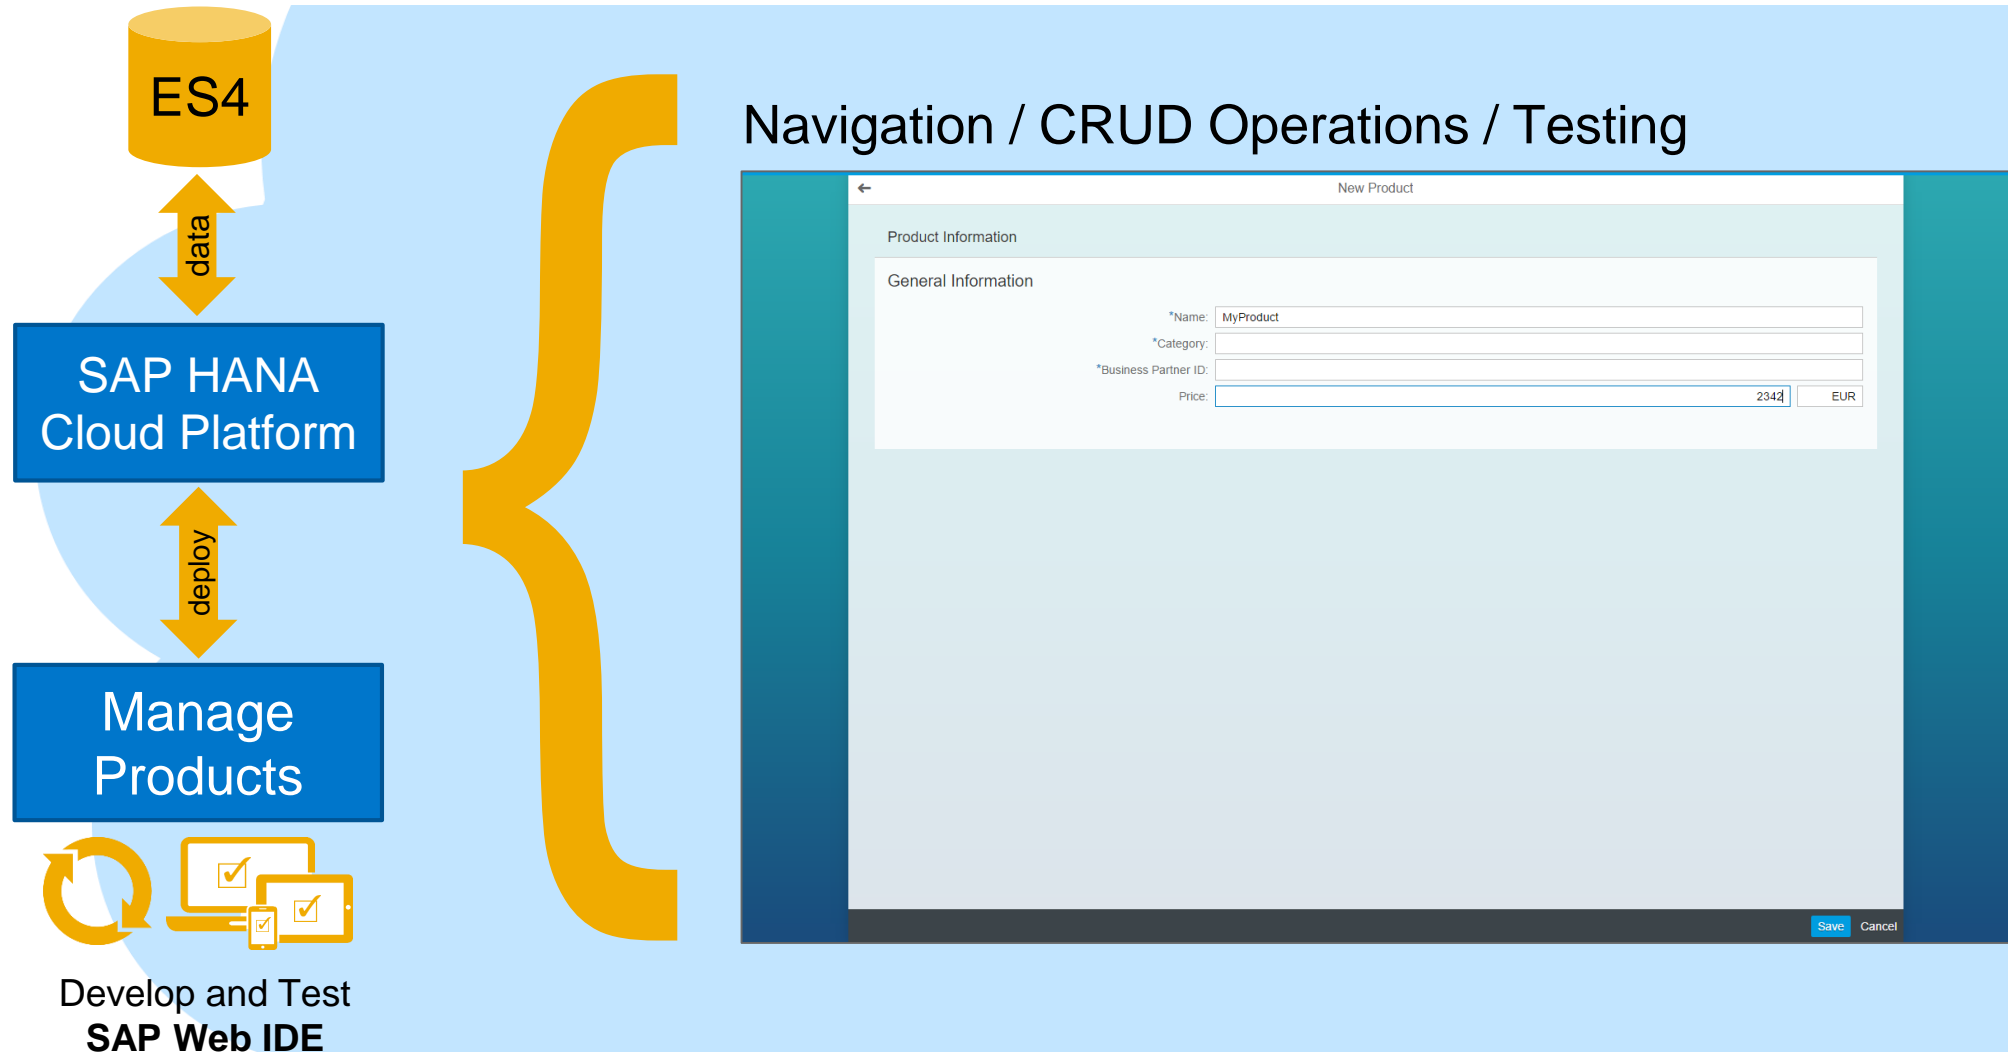 ES4
data
SAP HANA
Cloud Platform
deploy
Manage
Products
Develop and Test
SAP Web IDE
Navigation / CRUD Operations / Testing
New Product
Product Information
General Information
*Name: MyProduct
*Category:
*Business Partner ID:
Price: 2342 EUR
Save Cancel